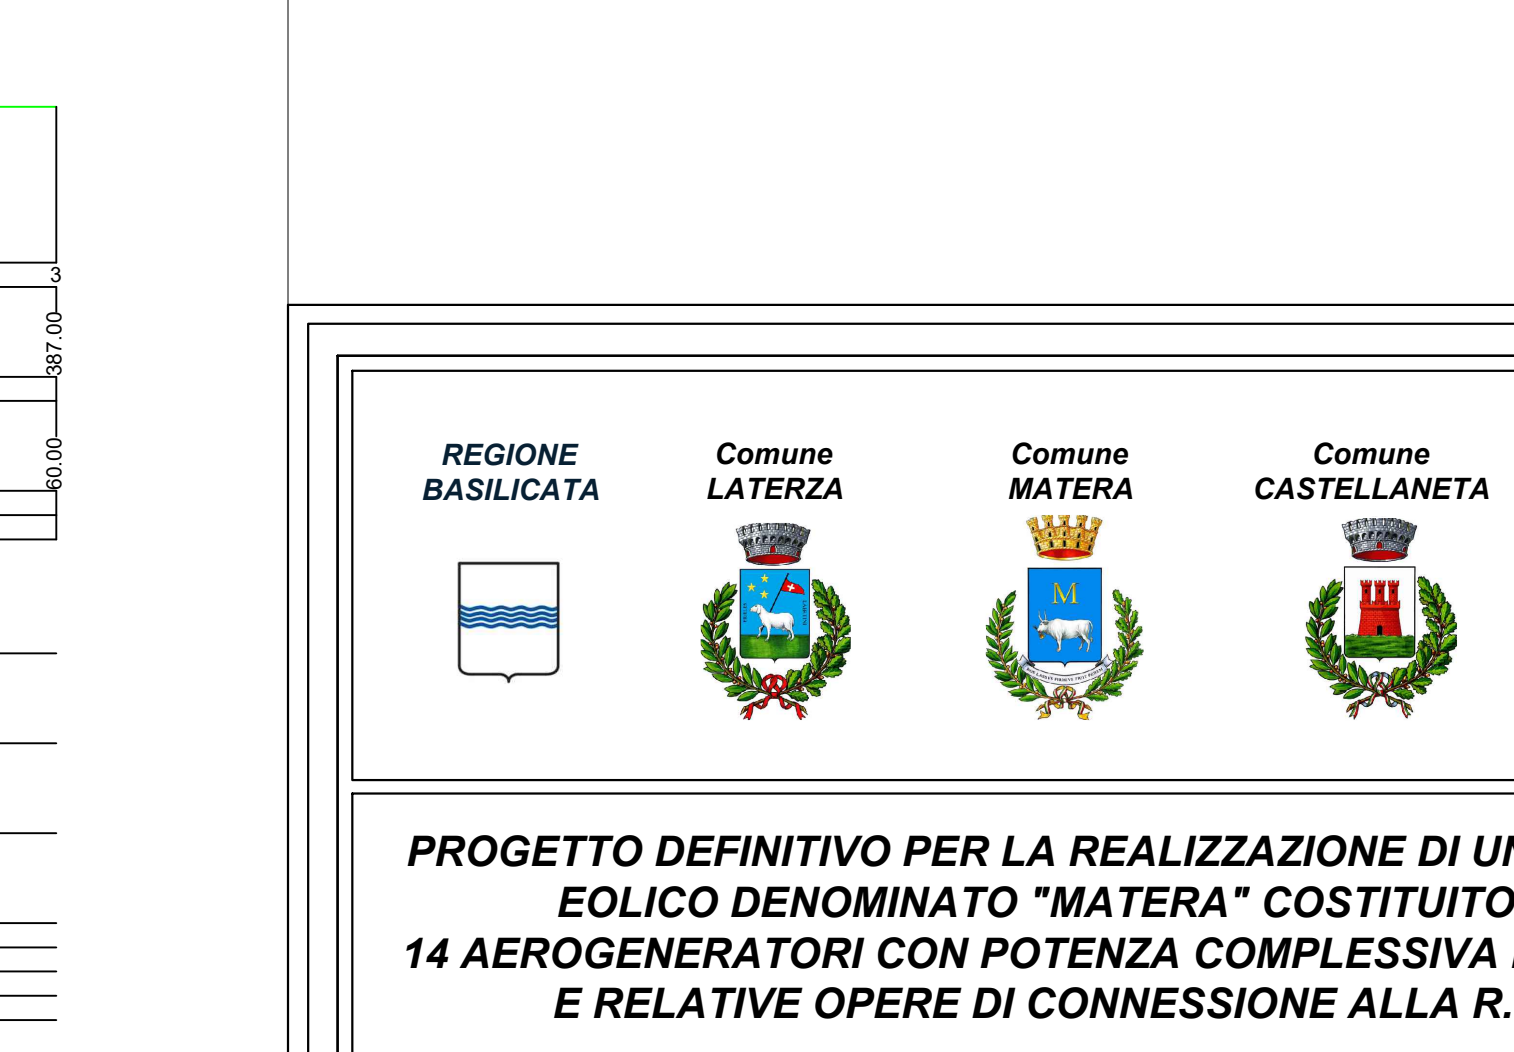 3
387.00
60.00
REGIONE
BASILICATA
Comune
LATERZA
Comune
MATERA
M
Comune
CASTELLANETA
PROGETTO DEFINITIVO PER LA REALIZZAZIONE DI UN
EOLICO DENOMINATO "MATERA" COSTITUITO
14 AEROGENERATORI CON POTENZA COMPLESSIVA
E RELATIVE OPERE DI CONNESSIONE ALLA R.